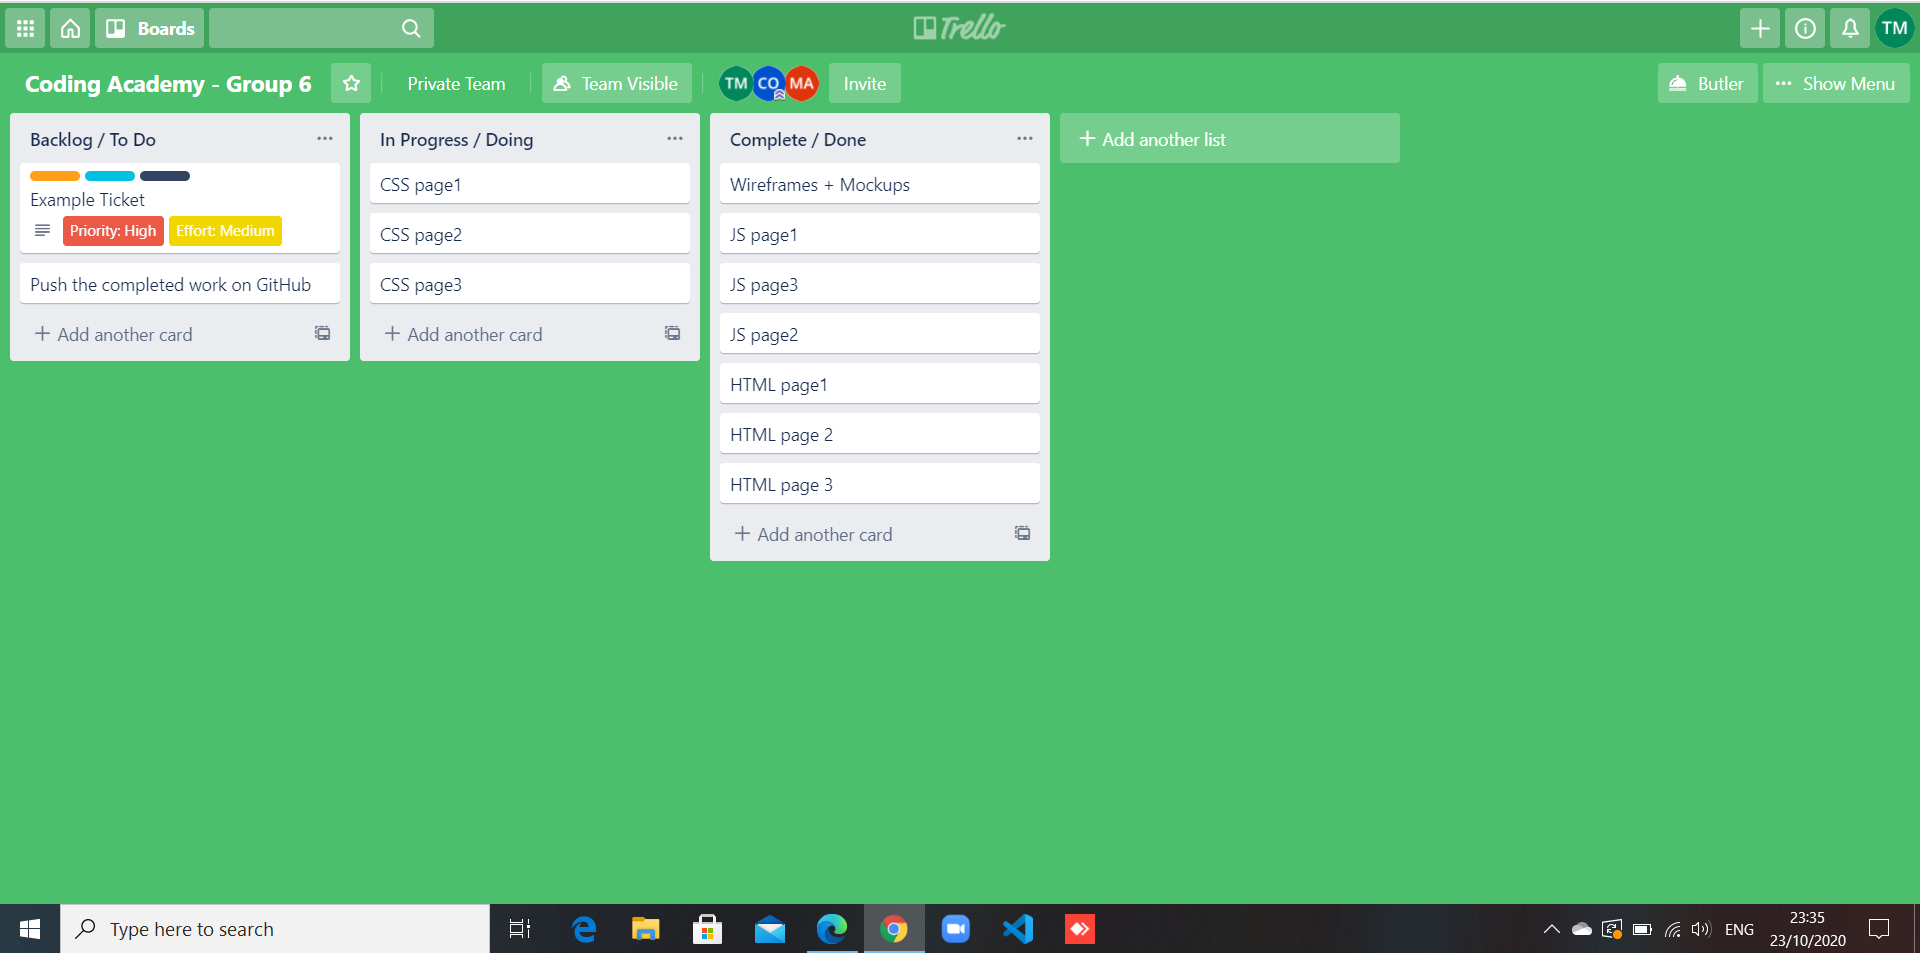 Boards
Trello
TM
Coding Academy - Group 6
Private Team
Team Visible
TM
CO
MA
Invite
Butler
Show Menu
Backlog / To Do
Example Ticket
Priority: High
Effort: Medium
Push the completed work on GitHub
Add another card
In Progress / Doing
CSS page1
CSS page2
CSS page3
Add another card
Complete / Done
Wireframes + Mockups
JS page1
JS page3
JS page2
HTML page1
HTML page 2
HTML page 3
Add another card
Add another list
Type here to search
ENG
23:35
23/10/2020